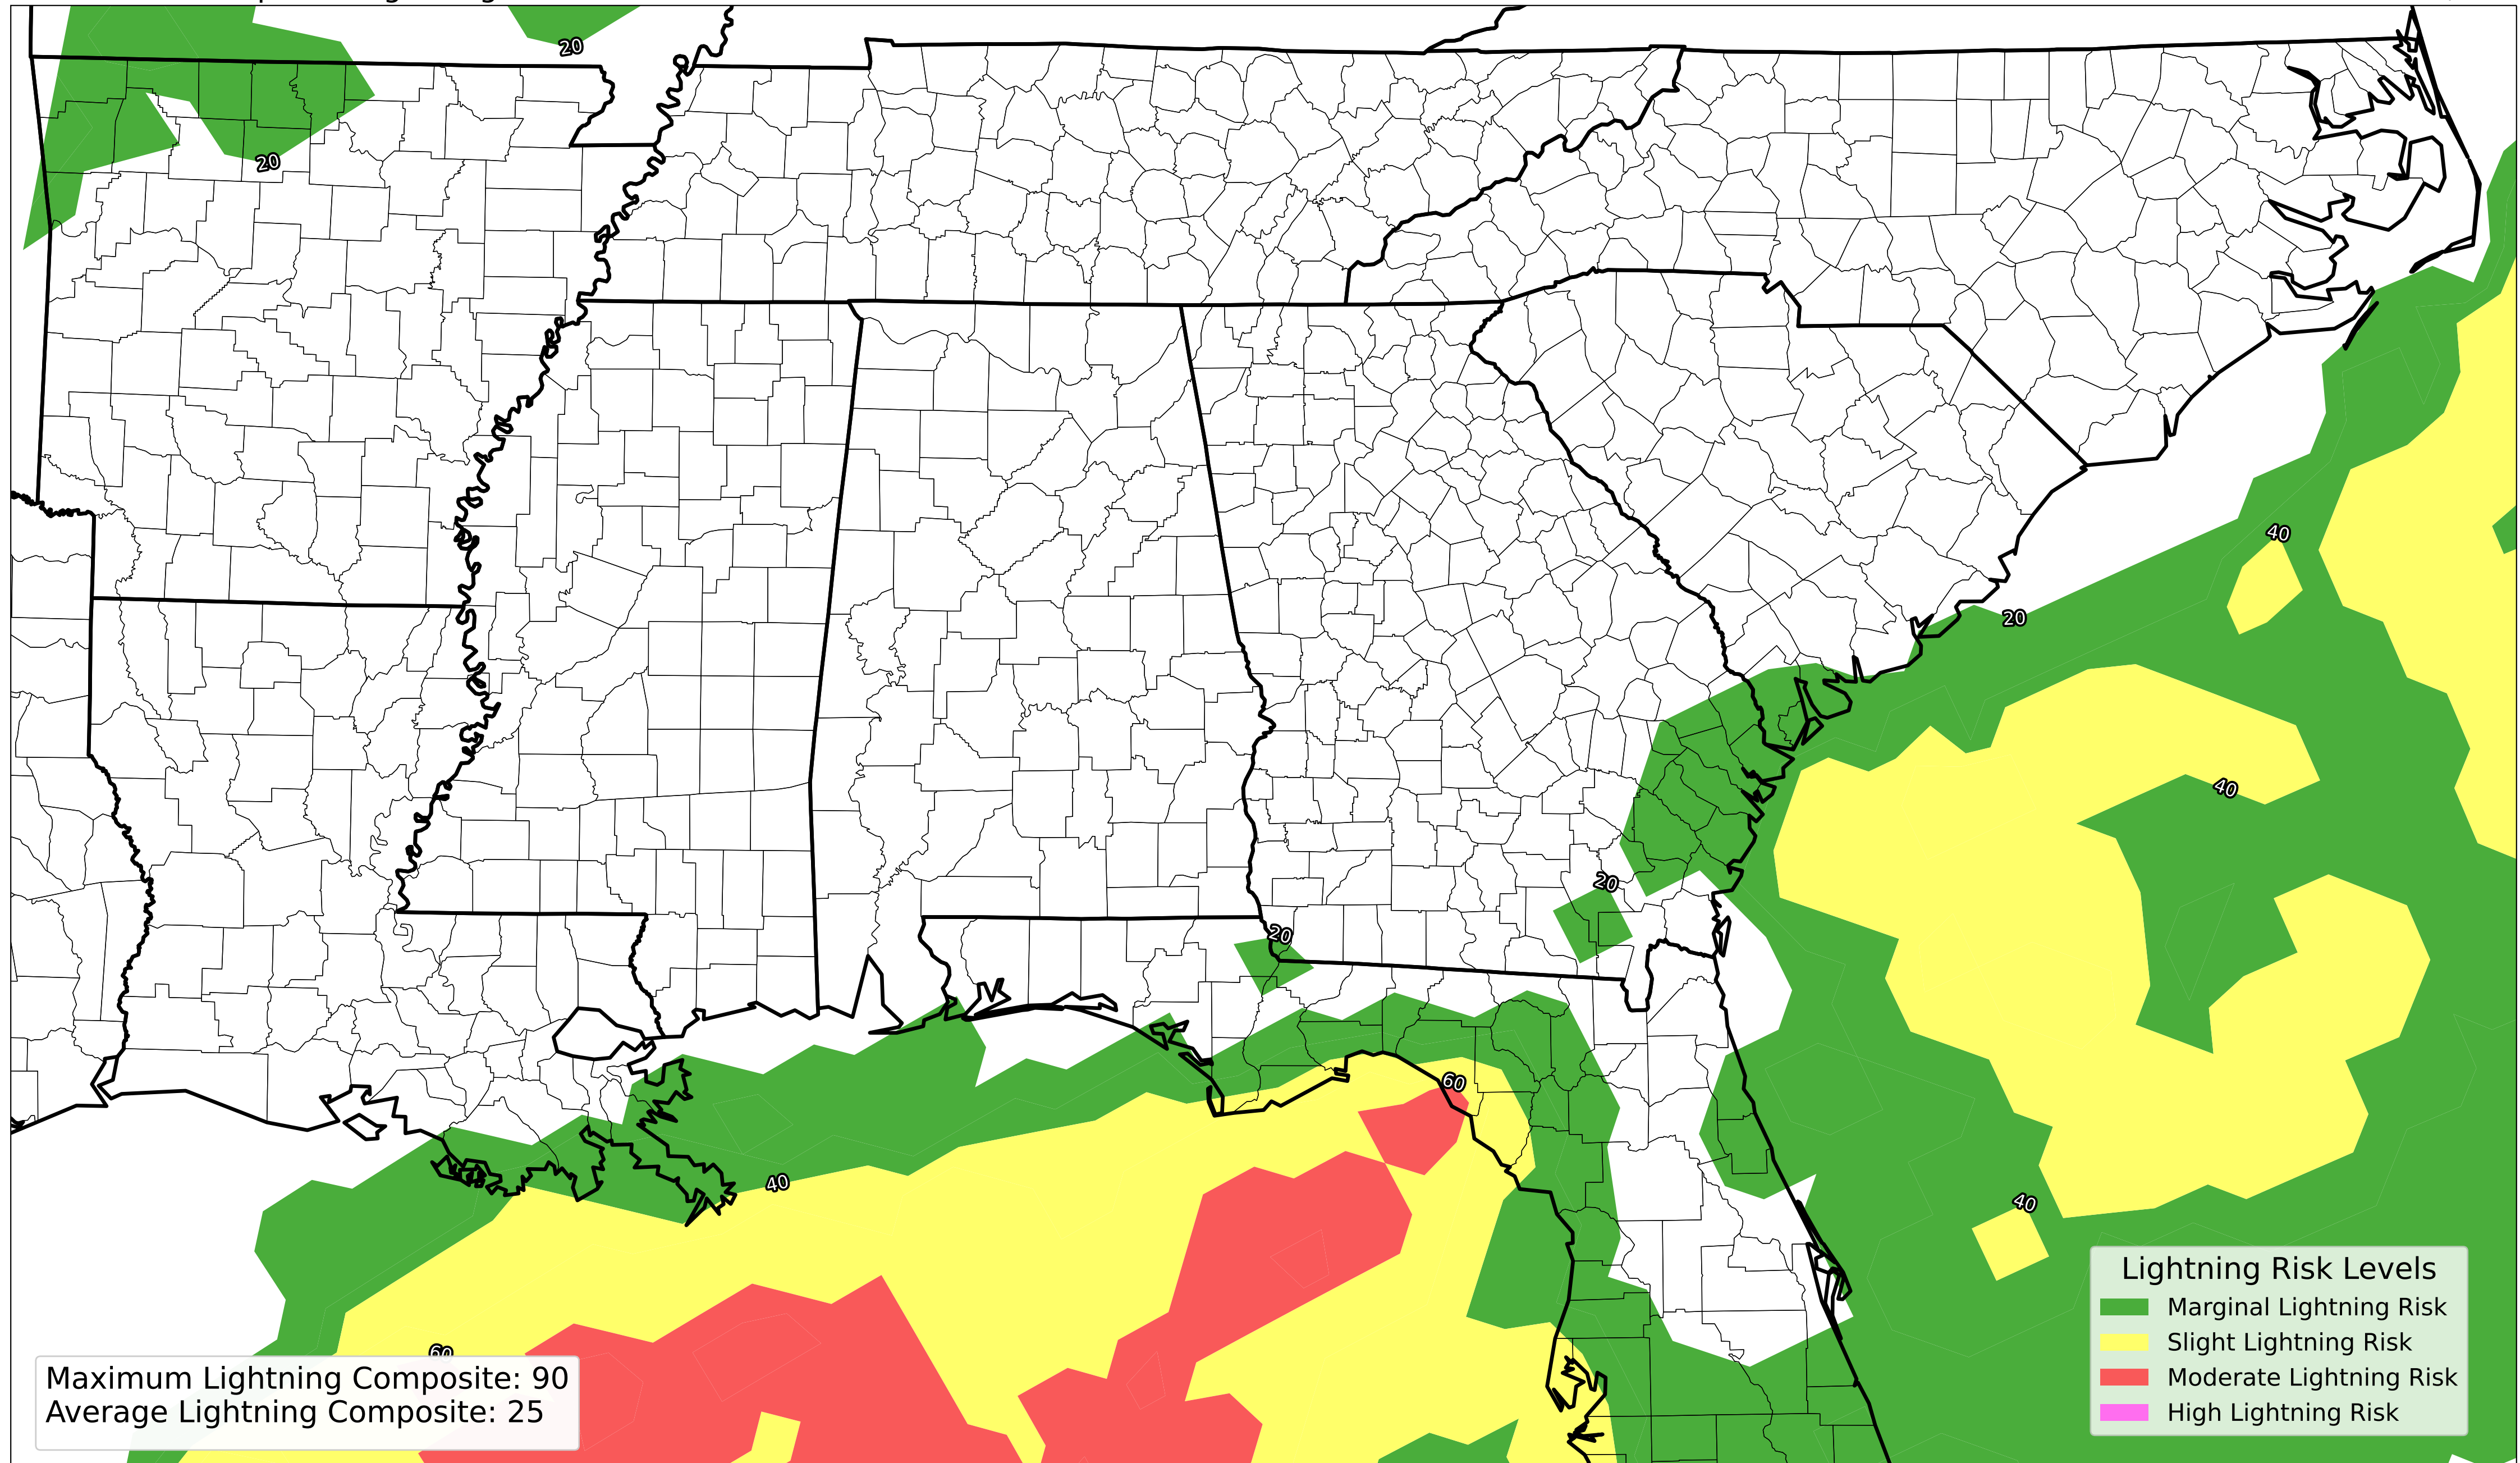 20
20
40
20
40
20
20
60
40
40
60
Lightning Risk Levels
Marginal Lightning Risk
Slight Lightning Risk
Moderate Lightning Risk
High Lightning Risk
Maximum Lightning Composite: 90
Average Lightning Composite: 25